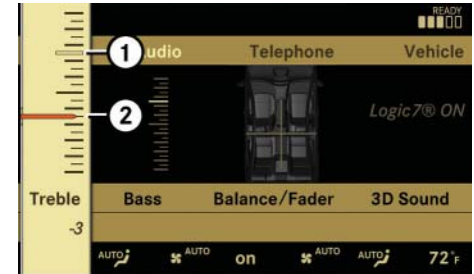 READY
1 udio Telephone Vehicle
2
Logic7® ON
Treble Bass Balance/Fader 3D Sound
-3
AUTO AUTO on AUTO AUTO 72°F